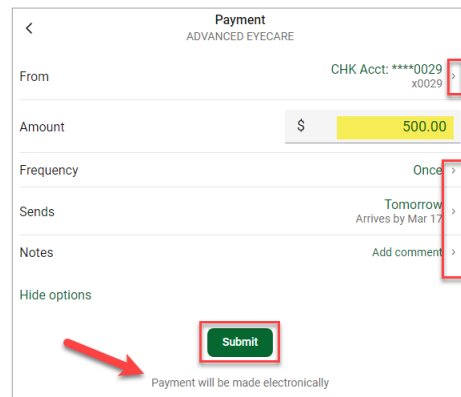 Payment
ADVANCED EYECARE
From
CHK Acct: ****0029
x0029
Amount
$ 500.00
Frequency
Once
Sends
Tomorrow
Arrives by Mar 17
Notes
Add comment
Hide options
Submit
Payment will be made electronically